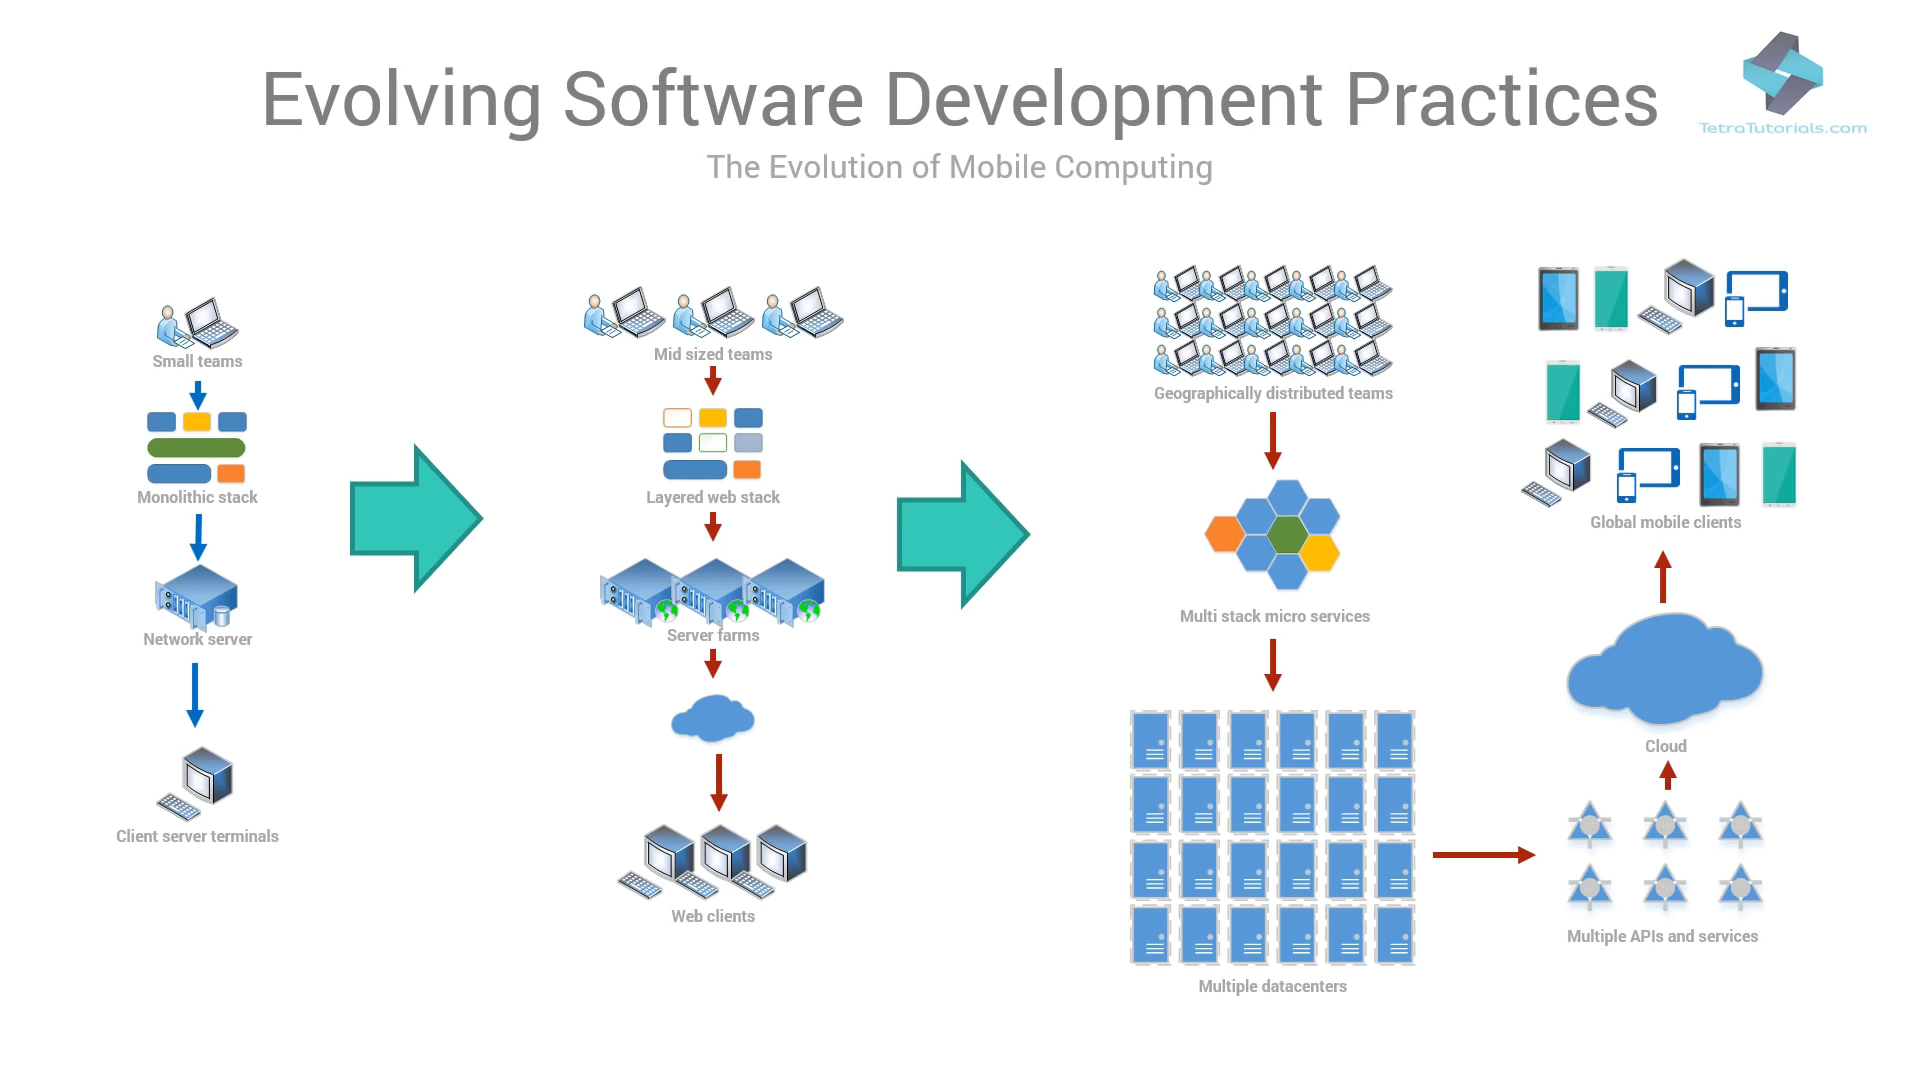 Evolving Software Development Practices
TetraTutorials.com
The Evolution of Mobile Computing
Small teams
Monolithic stack
Network server
Client server terminals
Mid sized teams
Layered web stack
Server farms
Web clients
Geographically distributed teams
Multi stack micro services
Multiple datacenters
Global mobile clients
Cloud
Multiple APIs and services